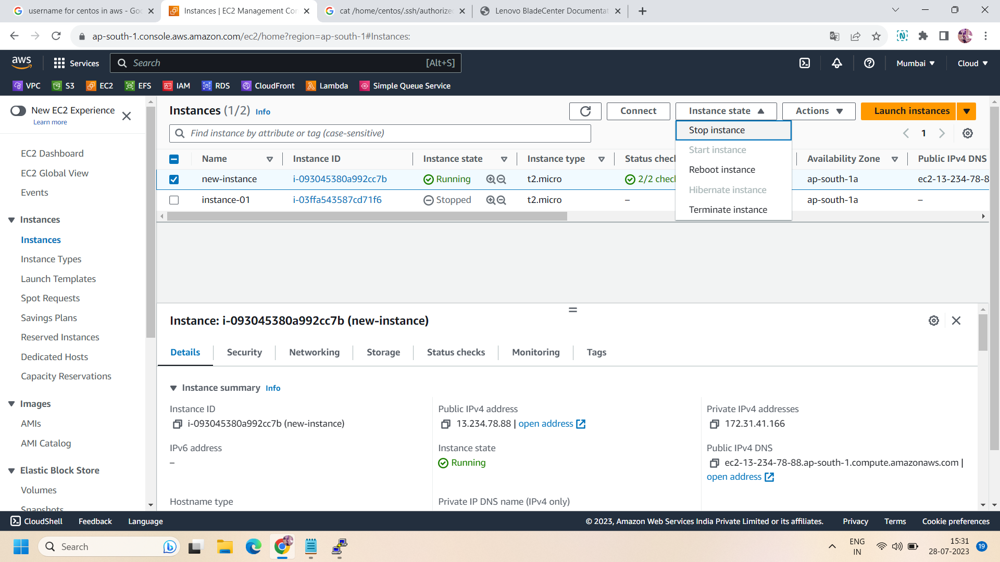 username for centos in aws - Goo
Instances | EC2 Management Con
cat /home/centos/.ssh/authorized
Lenovo BladeCenter Documentat
ap-south-1.console.aws.amazon.com/ec2/home?region=ap-south-1#Instances:
aws
Services
Search
[Alt+S]
Mumbai
Cloud
VPC
S3
EC2
EFS
IAM
RDS
CloudFront
Lambda
Simple Queue Service
New EC2 Experience
Learn more
EC2 Dashboard
EC2 Global View
Events
Instances
Instances
Instance Types
Launch Templates
Spot Requests
Savings Plans
Reserved Instances
Dedicated Hosts
Capacity Reservations
Images
AMIs
AMI Catalog
Elastic Block Store
Volumes
Snapshots
Instances (1/2) Info
Connect
Instance state
Actions
Launch instances
Find instance by attribute or tag (case-sensitive)
1
Stop instance
Start instance
Reboot instance
Hibernate instance
Terminate instance
Name Instance ID Instance state Instance type Status check Availability Zone Public IPv4 DNS
new-instance i-093045380a992cc7b Running t2.micro 2/2 chec ap-south-1a ec2-13-234-78-8
instance-01 i-03ffa543587cd71f6 Stopped t2.micro – ap-south-1a –
Instance: i-093045380a992cc7b (new-instance)
Details
Security
Networking
Storage
Status checks
Monitoring
Tags
Instance summary Info
Instance ID
i-093045380a992cc7b (new-instance)
Public IPv4 address
13.234.78.88 | open address
Private IPv4 addresses
172.31.41.166
IPv6 address
–
Instance state
Running
Public IPv4 DNS
ec2-13-234-78-88.ap-south-1.compute.amazonaws.com |
open address
Hostname type
Private IP DNS name (IPv4 only)
CloudShell
Feedback
Language
© 2023, Amazon Web Services India Private Limited or its affiliates.
Privacy
Terms
Cookie preferences
Search
ENG
IN
15:31
28-07-2023
19